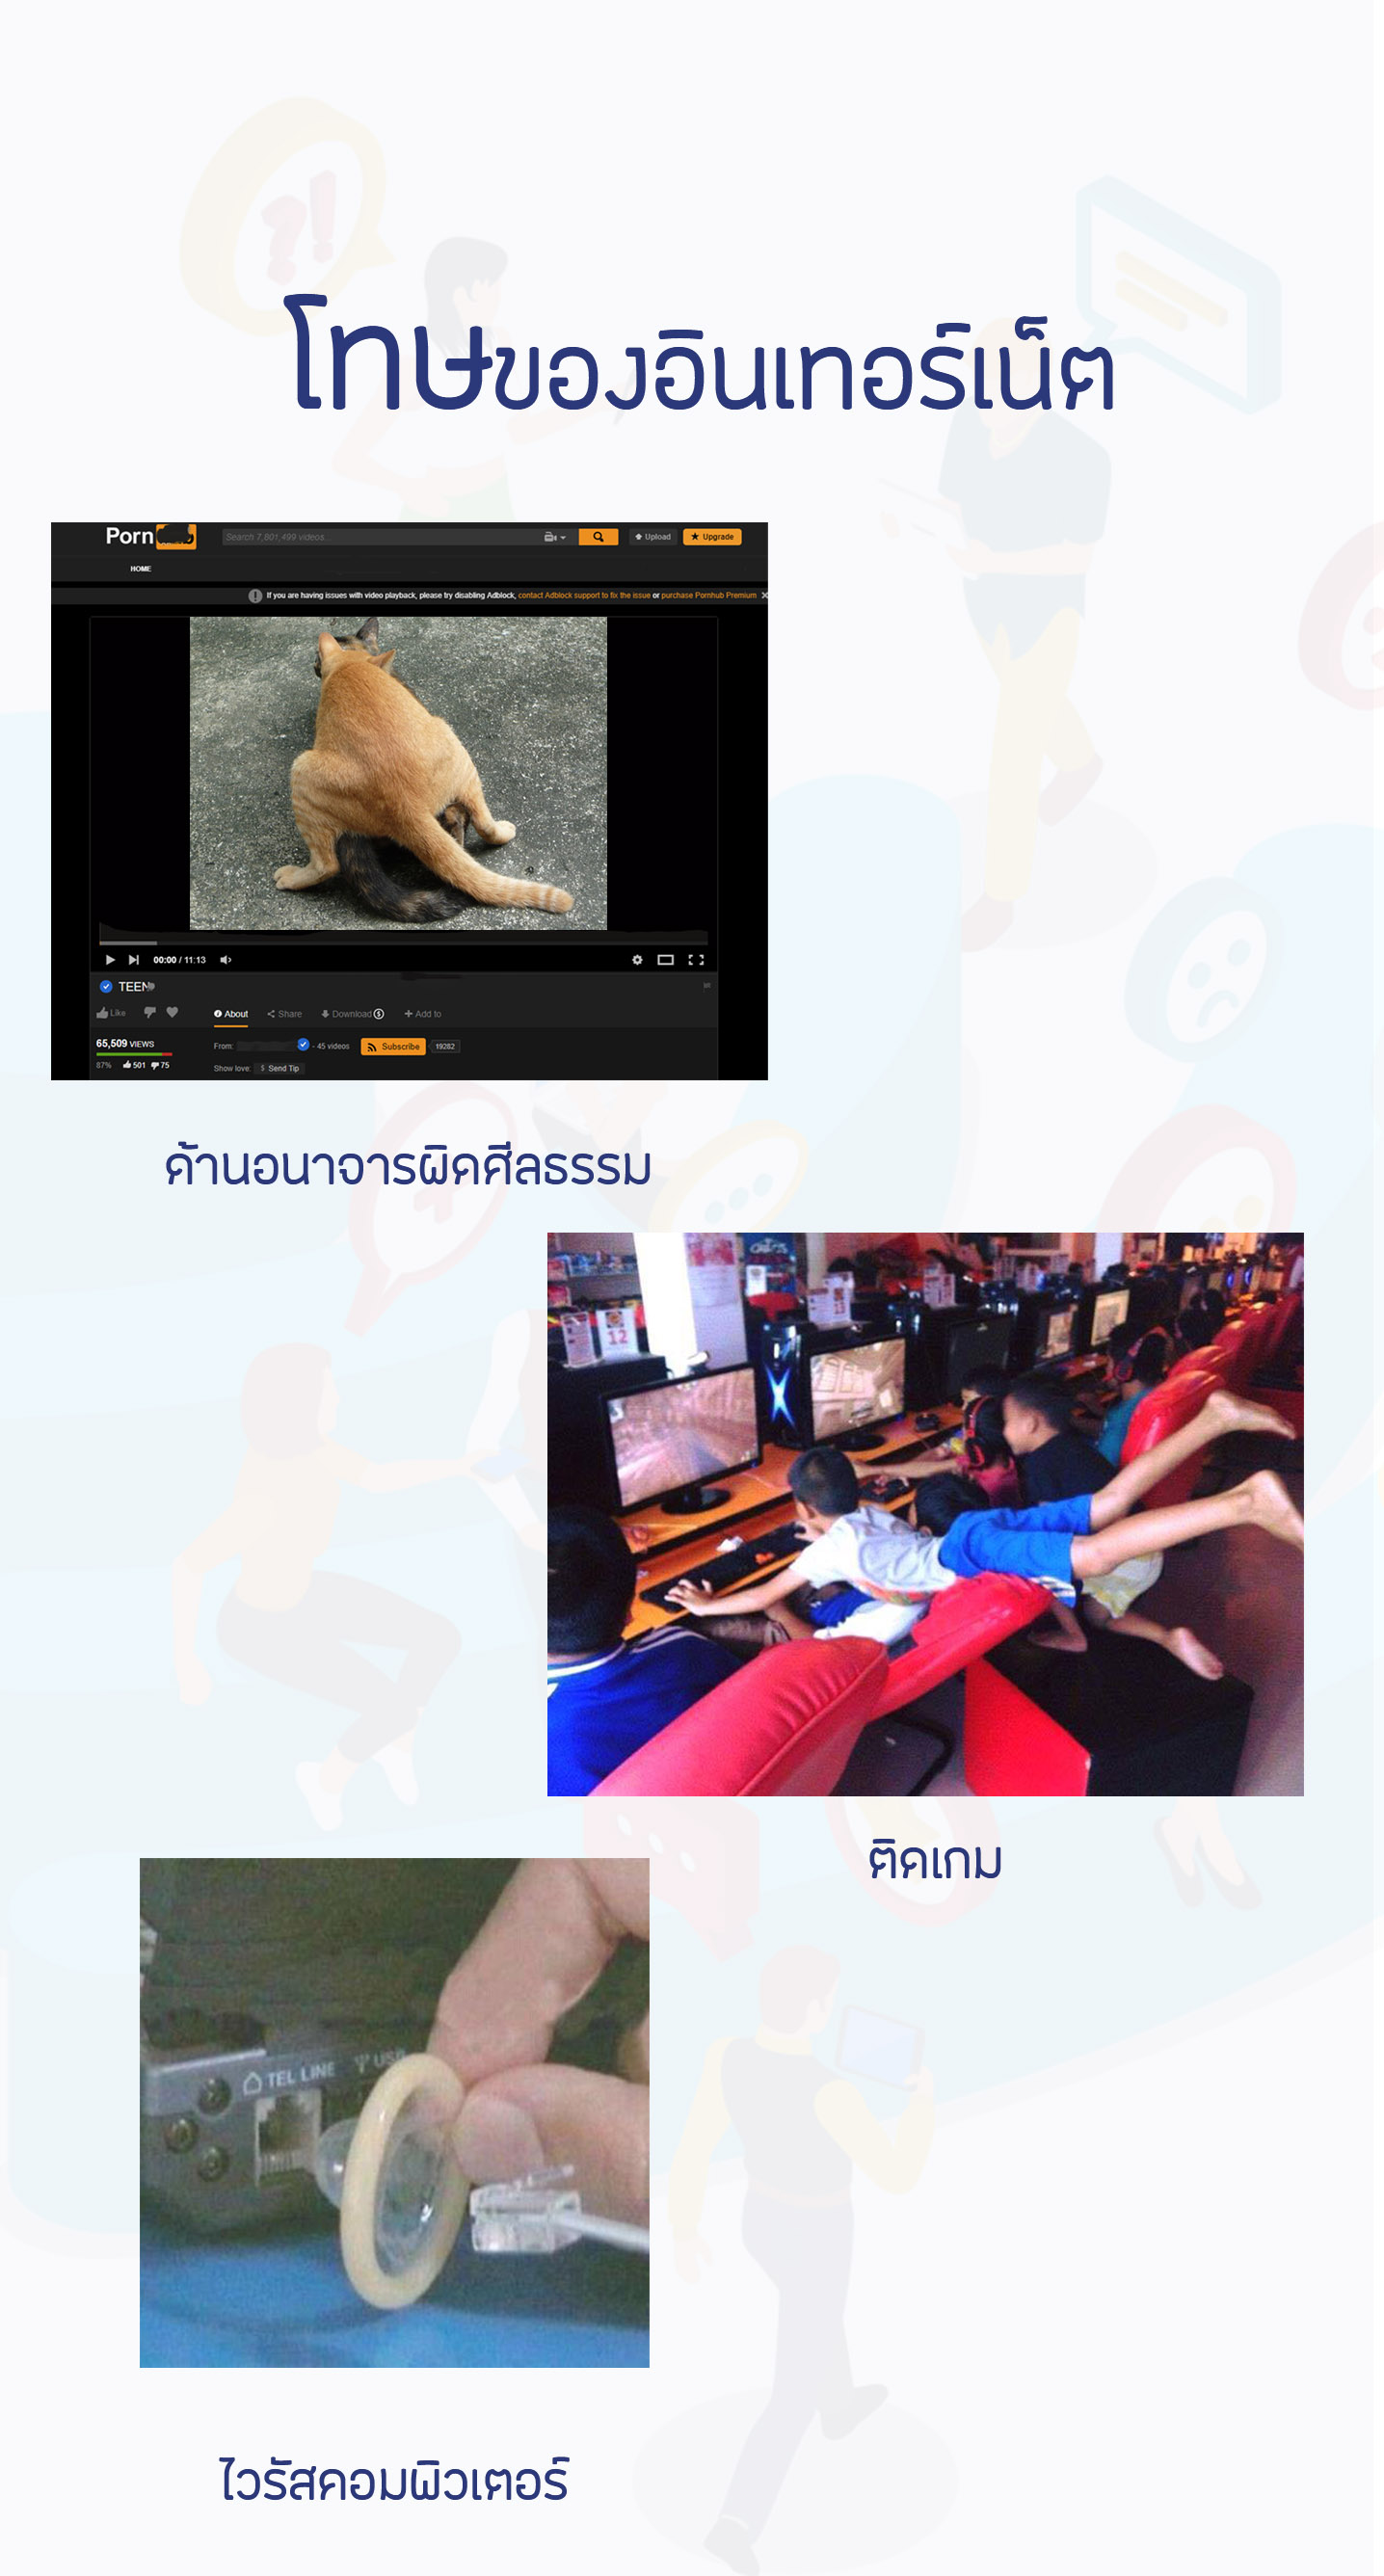 ?!
โทษของอินเทอร์เน็ต
Porn
Search 7,801,499 videos...
Upload
Upgrade
HOME
If you are having issues with video playback, please try disabling Adblock, contact Adblock support to fix the issue or purchase Pornhub Premium
00:00 / 11:13
TEEN
Like
About
Share
Download
Add to
65,509 VIEWS
From:
- 45 videos
Subscribe
19282
87%
501
75
Show love:
$ Send Tip
ด้านอนาจารผิดศีลธรรม
12
13
ติดเกม
TEL LINE
USB
ไวรัสคอมพิวเตอร์